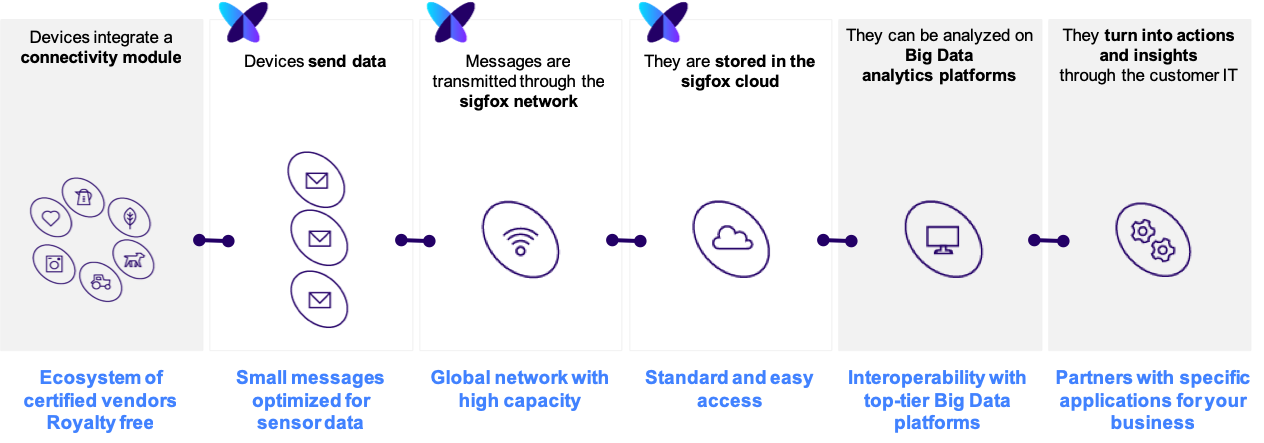 Devices integrate a
connectivity module
Devices send data
Messages are
transmitted through the
sigfox network
They are stored in the
sigfox cloud
They can be analyzed on
Big Data
analytics platforms
They turn into actions
and insights
through the customer IT
Ecosystem of
certified vendors
Royalty free
Small messages
optimized for
sensor data
Global network with
high capacity
Standard and easy
access
Interoperability with
top-tier Big Data
platforms
Partners with specific
applications for your
business